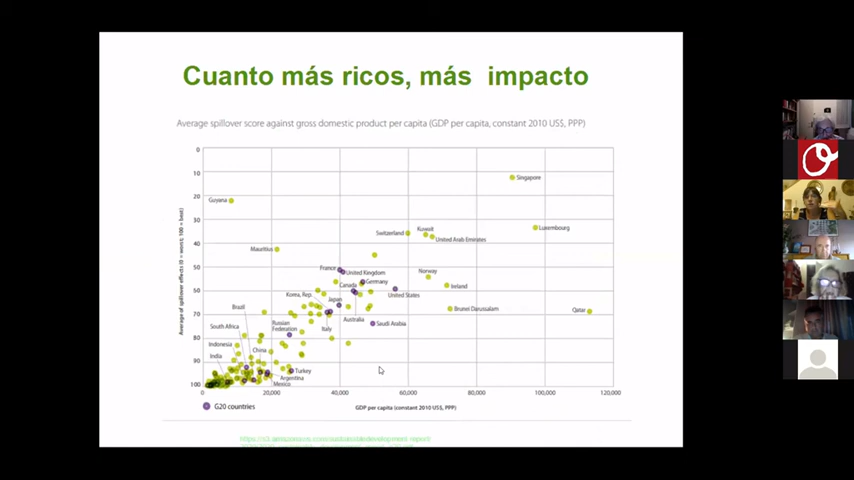 Cuanto más ricos, más impacto
Average spillover score against gross domestic product per capita (GDP per capita, constant 2010 US$, PPP)
Average of spillover effects (0 = worst; 100 = best)
0
10
20
30
40
50
60
70
80
90
100
Singapore
Guyana
Luxembourg
Switzerland
Kuwait
United Arab Emirates
Mauritius
France
United Kingdom
Norway
Canada
Germany
Ireland
Korea, Rep.
Japan
United States
Brazil
Brunei Darussalam
Qatar
South Africa
Russian
Federation
Italy
Australia
Saudi Arabia
Indonesia
China
India
Turkey
Argentina
Mexico
0
20,000
40,000
60,000
80,000
100,000
120,000
GDP per capita (constant 2010 US$, PPP)
G20 countries